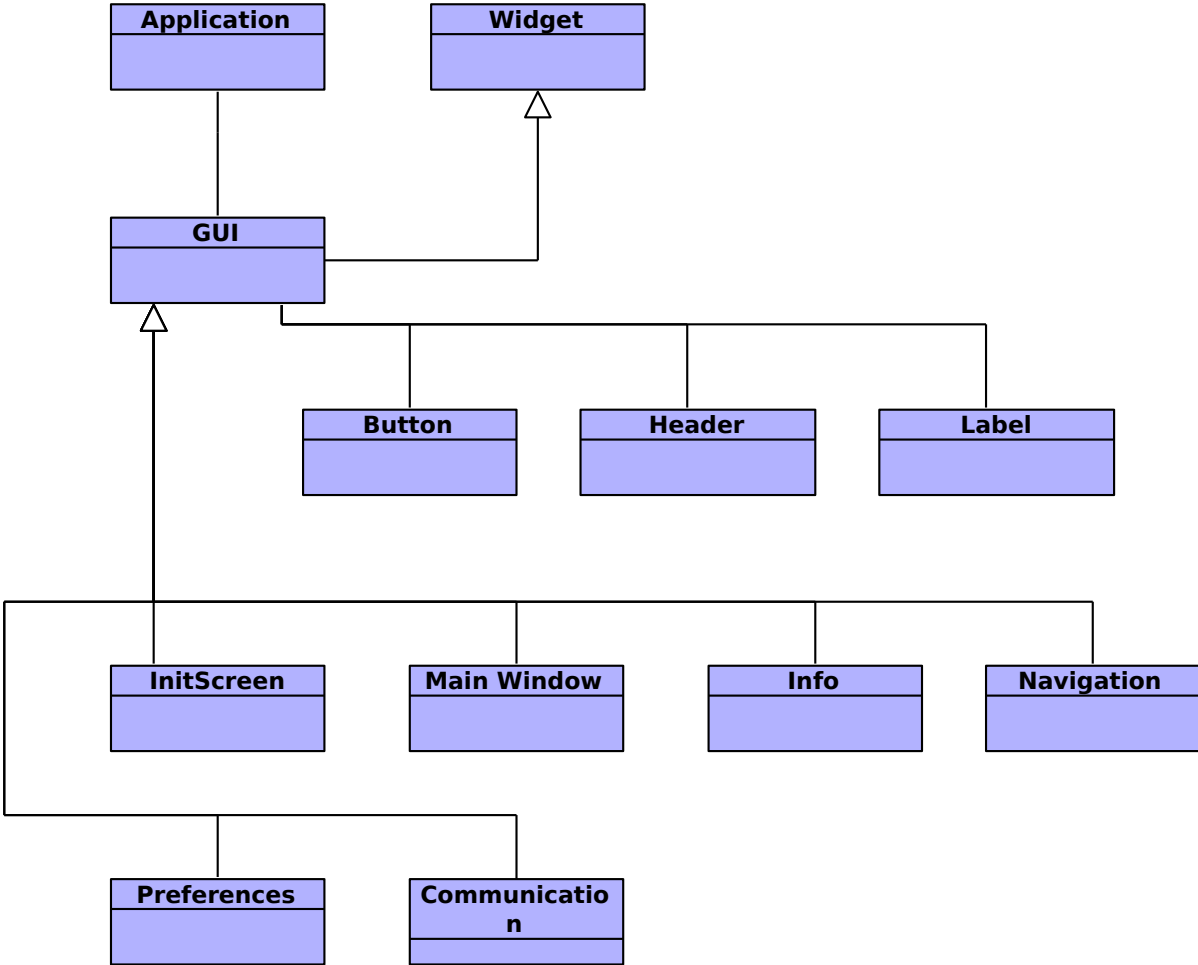 Application
Widget
GUI
Button
Header
Label
InitScreen
Main Window
Info
Navigation
Preferences
Communicatio
n